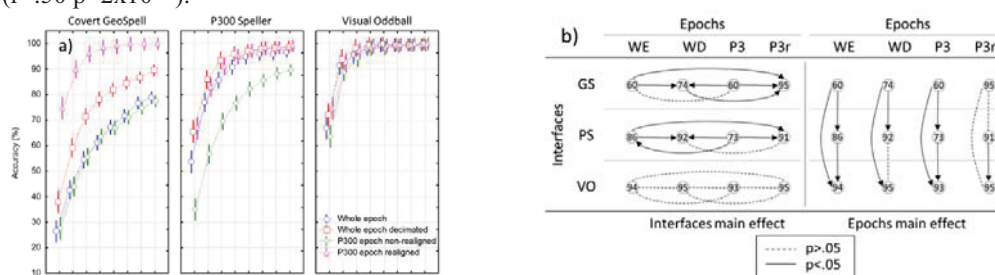 Covert GeoSpell P300 Speller Visual Oddball
a)
100
90
80
70
60
50
40
30
20
10
Accuracy (%)
Whole epoch
Whole epoch decimated
P300 epoch non-realigned
P300 epoch realigned
b)
Epochs Epochs
WE WD P3 P3r WE WD P3 P3r
Interfaces
GS 60 74 60 95 60 74 60 95
PS 86 92 73 91 86 92 73 91
VO 94 95 93 95 94 95 93 95
Interfaces main effect Epochs main effect
p>.05
p<.05